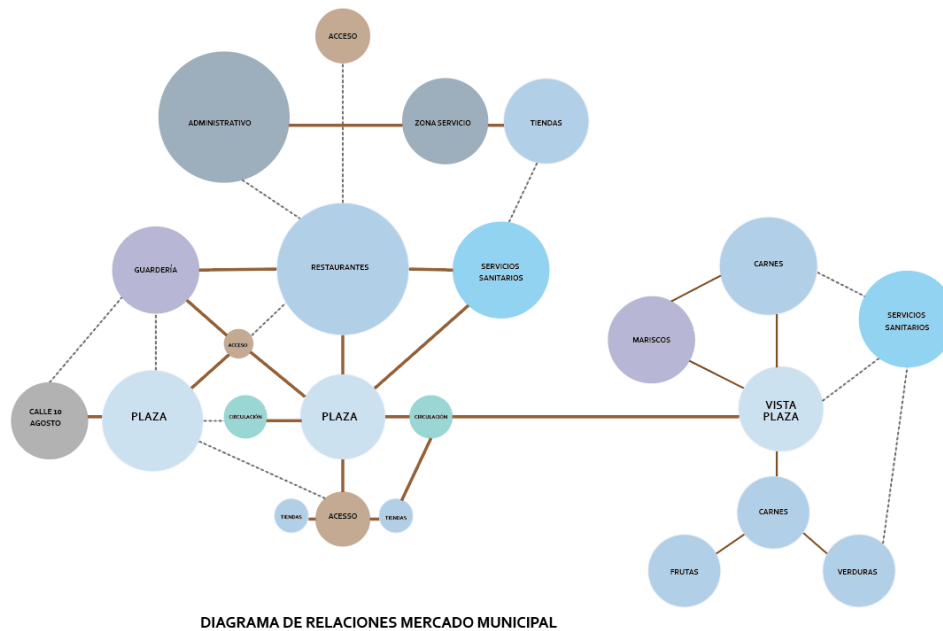 ACCESO
ADMINISTRATIVO
ZONA SERVICIO
TIENDAS
GUARDERÍA
RESTAURANTES
SERVICIOS
SANITARIOS
CARNES
SERVICIOS
SANITARIOS
ACCESO
MARISCOS
CALLE 10
AGOSTO
PLAZA
CIRCULACIÓN
PLAZA
CIRCULACIÓN
VISTA
PLAZA
TIENDAS
ACESSO
TIENDAS
CARNES
FRUTAS
VERDURAS
DIAGRAMA DE RELACIONES MERCADO MUNICIPAL